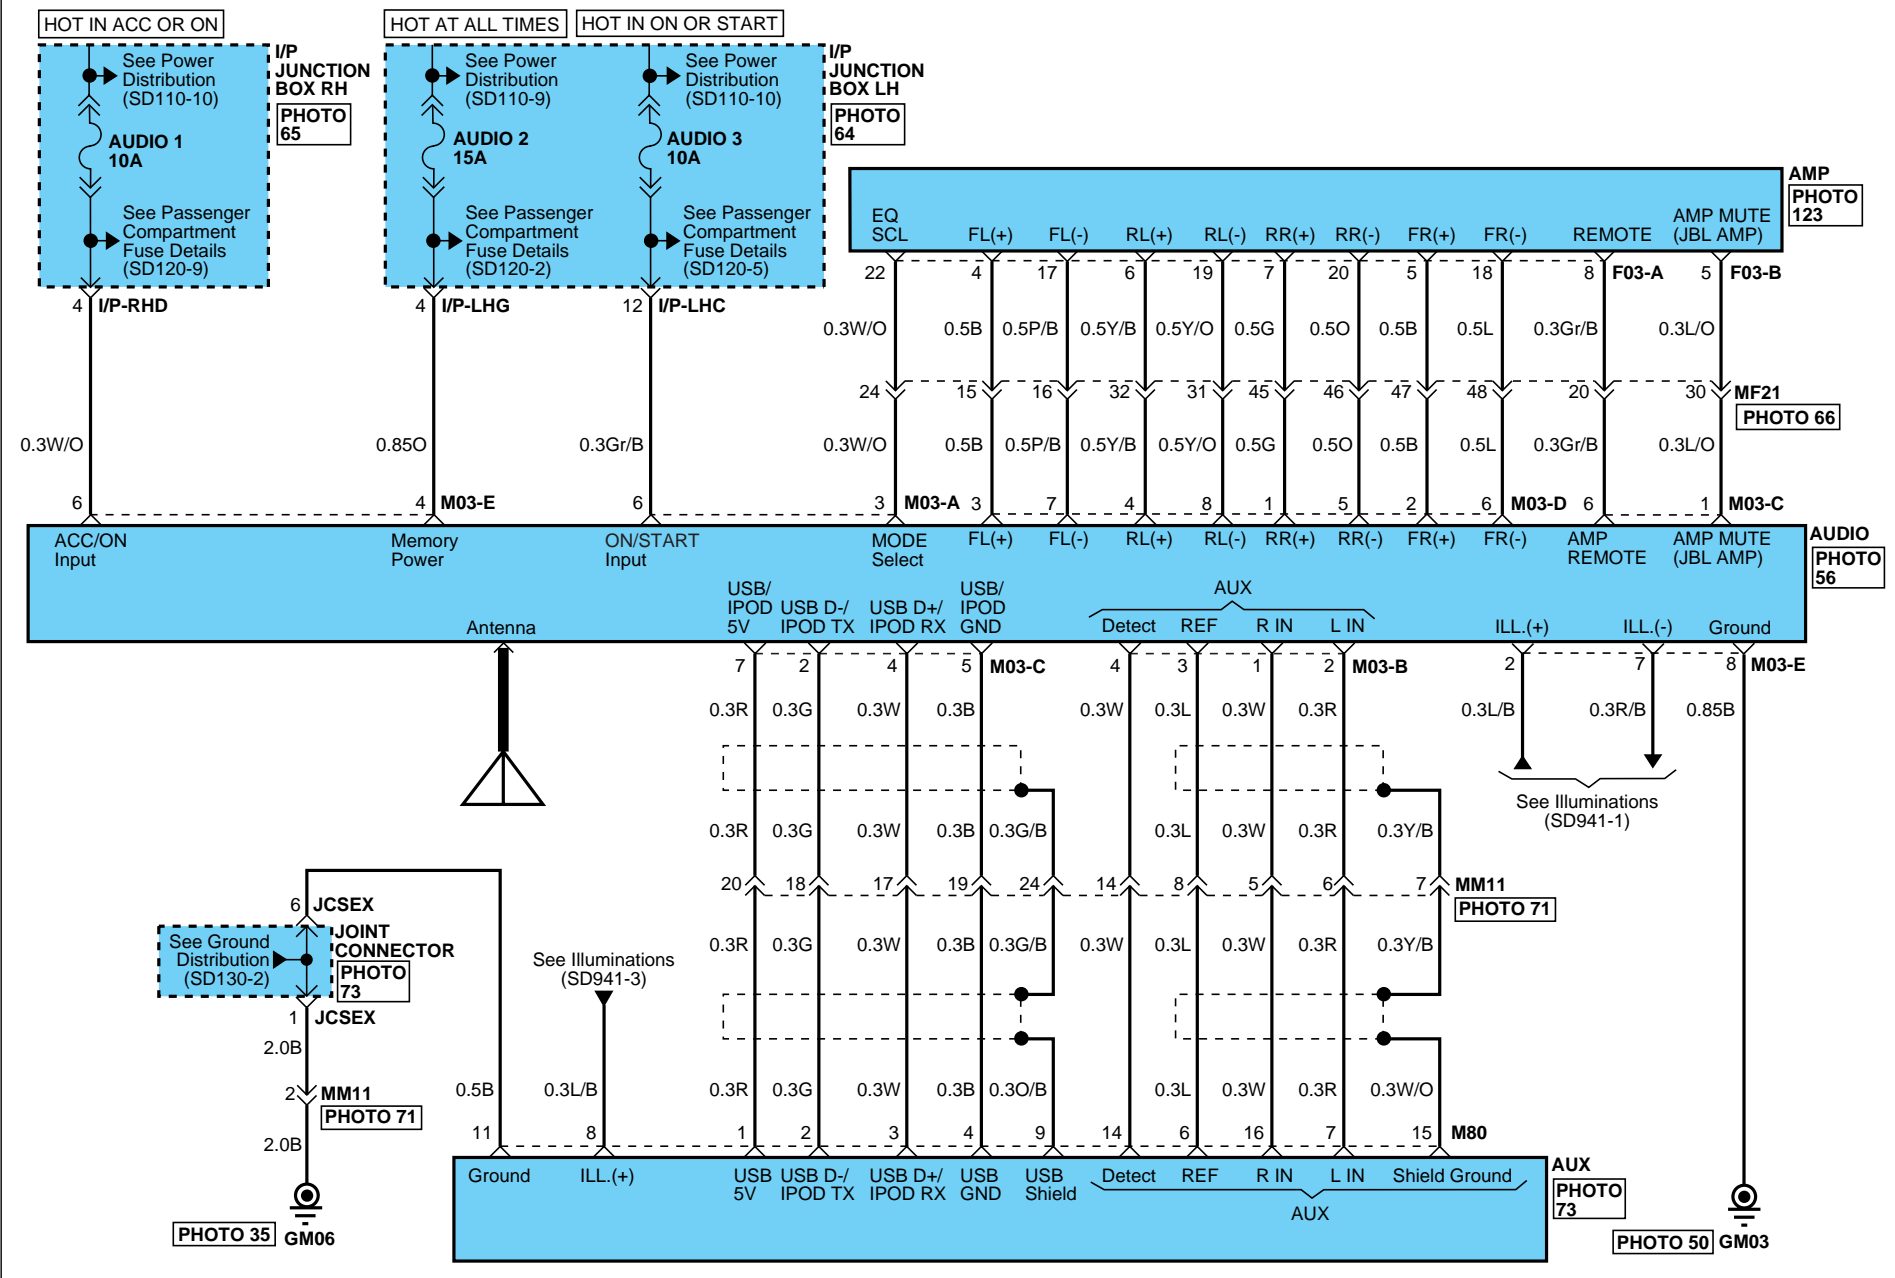 HOT IN ACC OR ON
HOT AT ALL TIMES
HOT IN ON OR START
See Power
Distribution
(SD110-10)
AUDIO 1
10A
See Passenger
Compartment
Fuse Details
(SD120-9)
I/P
JUNCTION
BOX RH
PHOTO
65
See Power
Distribution
(SD110-9)
AUDIO 2
15A
See Passenger
Compartment
Fuse Details
(SD120-2)
See Power
Distribution
(SD110-10)
AUDIO 3
10A
See Passenger
Compartment
Fuse Details
(SD120-5)
I/P
JUNCTION
BOX LH
PHOTO
64
4 I/P-RHD
4 I/P-LHG
12 I/P-LHC
AMP
PHOTO
123
EQ
SCL
FL(+) FL(-) RL(+) RL(-) RR(+) RR(-) FR(+) FR(-) REMOTE
AMP MUTE
(JBL AMP)
22 4 17 6 19 7 20 5 18 8 F03-A 5 F03-B
0.3W/O 0.5B 0.5P/B 0.5Y/B 0.5Y/O 0.5G 0.5O 0.5B 0.5L 0.3Gr/B 0.3L/O
24 15 16 32 31 45 46 47 48 20 30 MF21
PHOTO 66
0.3W/O 0.85O 0.3Gr/B 0.3W/O 0.5B 0.5P/B 0.5Y/B 0.5Y/O 0.5G 0.5O 0.5B 0.5L 0.3Gr/B 0.3L/O
6 4 M03-E 6 3 M03-A 3 7 4 8 1 5 2 6 M03-D 6 1 M03-C
AUDIO
PHOTO
56
ACC/ON
Input
Memory
Power
ON/START
Input
MODE
Select
FL(+) FL(-) RL(+) RL(-) RR(+) RR(-) FR(+) FR(-)
AMP
REMOTE
AMP MUTE
(JBL AMP)
Antenna
USB/
IPOD
5V
USB D-/
IPOD TX
USB D+/
IPOD RX
USB/
IPOD
GND
AUX
Detect REF R IN L IN
ILL.(+) ILL.(-) Ground
7 2 4 5 M03-C 4 3 1 2 M03-B 2 7 8 M03-E
0.3R 0.3G 0.3W 0.3B 0.3W 0.3L 0.3W 0.3R 0.3L/B 0.3R/B 0.85B
See Illuminations
(SD941-1)
0.3R 0.3G 0.3W 0.3B 0.3G/B 0.3L 0.3W 0.3R 0.3Y/B
20 18 17 19 24 14 8 5 6 7 MM11
PHOTO 71
6 JCSEX
JOINT
CONNECTOR
PHOTO
73
See Ground
Distribution
(SD130-2)
1 JCSEX
2.0B
2 MM11
PHOTO 71
2.0B
PHOTO 35 GM06
See Illuminations
(SD941-3)
0.3R 0.3G 0.3W 0.3B 0.3G/B 0.3W 0.3L 0.3W 0.3R 0.3Y/B
0.5B 0.3L/B 0.3R 0.3G 0.3W 0.3B 0.3O/B 0.3L 0.3W 0.3R 0.3W/O
11 8 1 2 3 4 9 14 6 16 7 15 M80
Ground ILL.(+)
USB
5V
USB D-/
IPOD TX
USB D+/
IPOD RX
USB
GND
USB
Shield
Detect REF R IN L IN Shield Ground
AUX
AUX
PHOTO
73
PHOTO 50 GM03